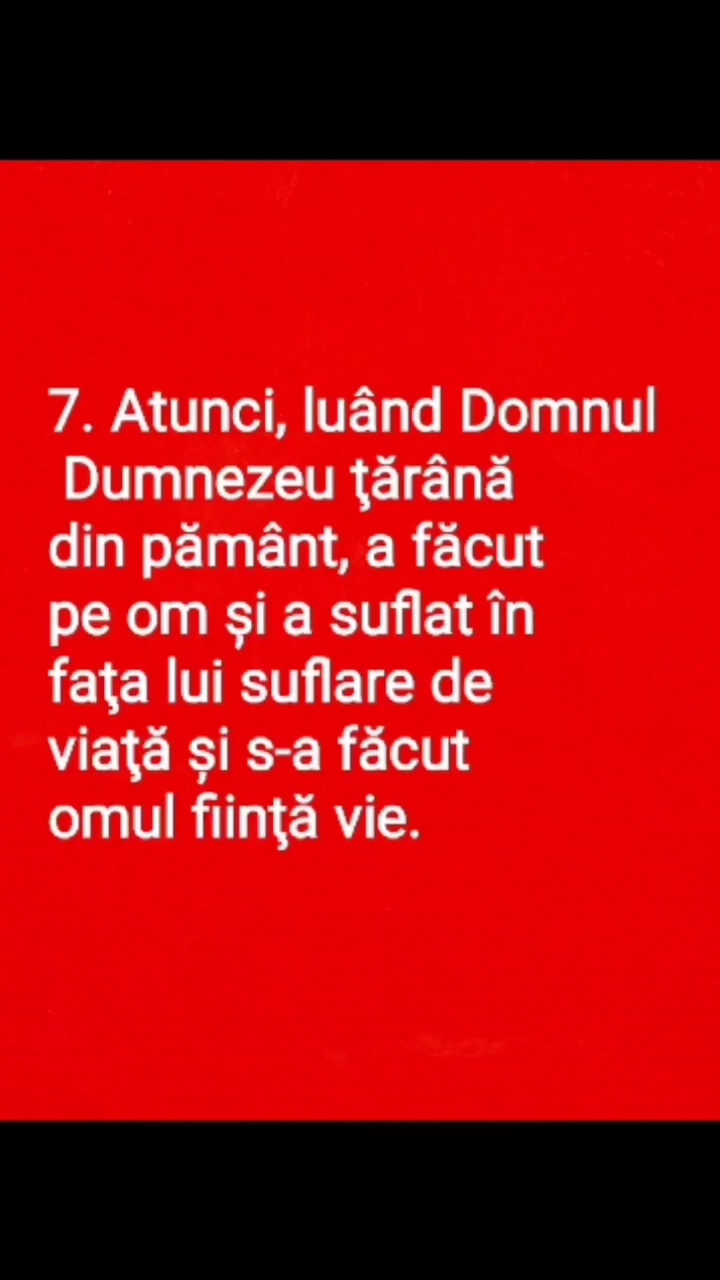 7. Atunci, luând Domnul
Dumnezeu ţărână
din pământ, a făcut
pe om și a suflat în
faţa lui suflare de
viaţă și s-a făcut
omul fiinţă vie.